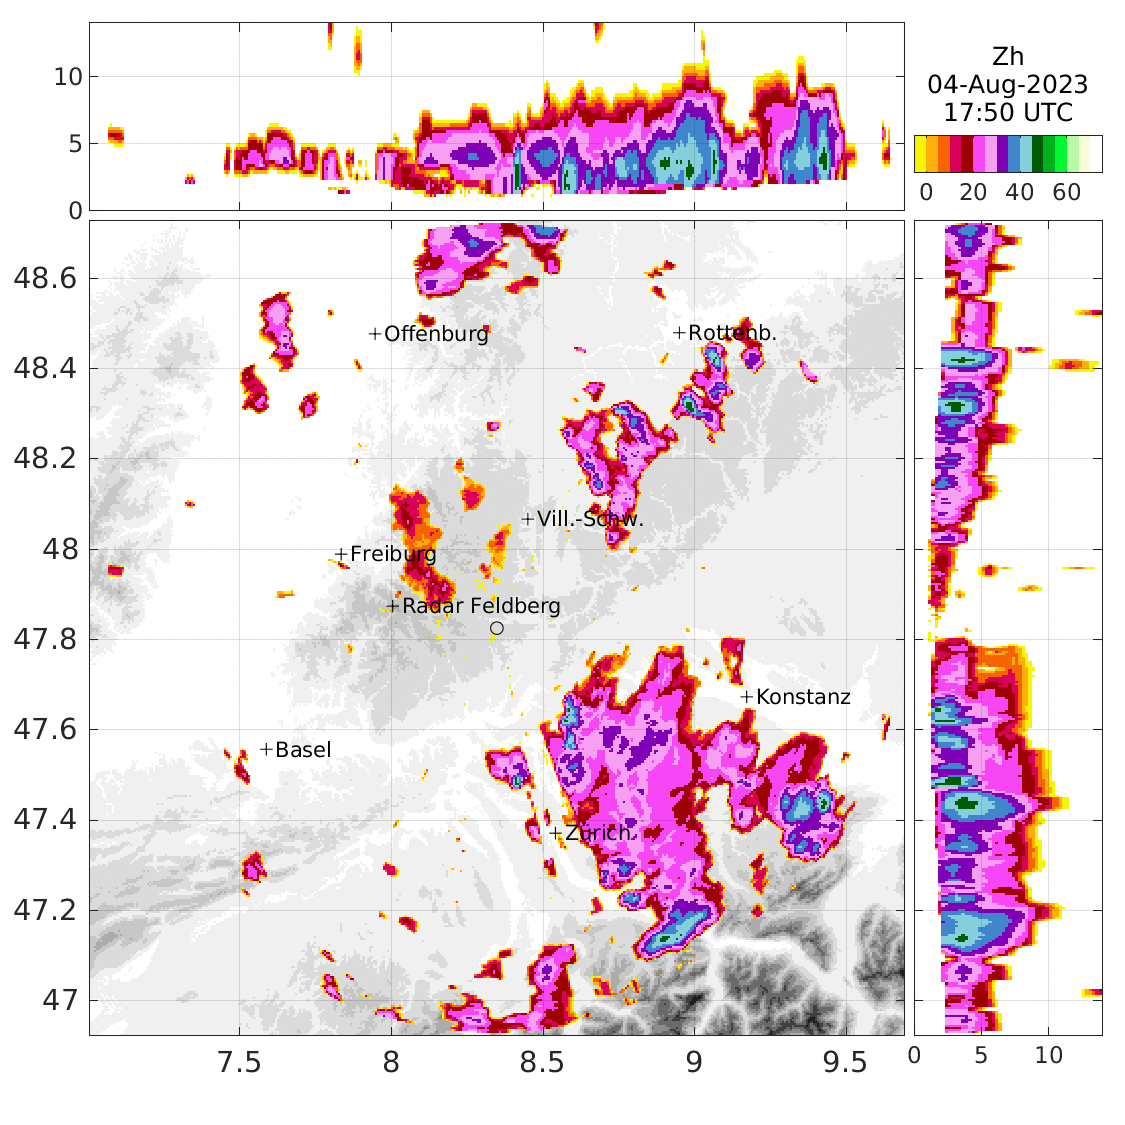 10
5
0
Zh
04-Aug-2023
17:50 UTC
0 20 40 60
48.6
48.4
48.2
48
47.8
47.6
47.4
47.2
47
+Offenburg
+Rottenb.
+Vill.-Schw.
+Freiburg
+Radar Feldberg
+Konstanz
+Basel
+Zürich
7.5 8 8.5 9 9.5
0 5 10